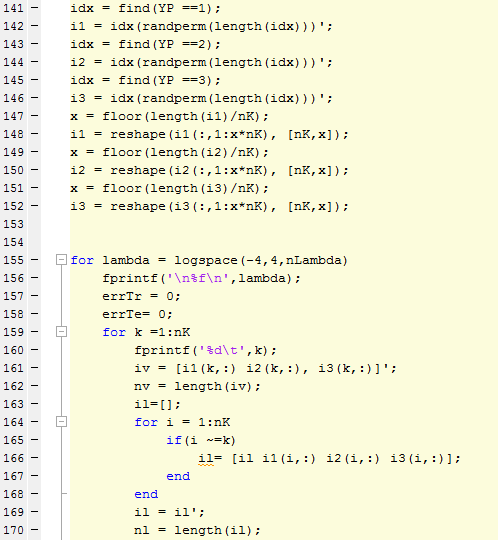 141 – idx = find(YP ==1);
142 – i1 = idx(randperm(length(idx)))';
143 – idx = find(YP ==2);
144 – i2 = idx(randperm(length(idx)))';
145 – idx = find(YP ==3);
146 – i3 = idx(randperm(length(idx)))';
147 – x = floor(length(i1)/nK);
148 – i1 = reshape(i1(:,1:x*nK), [nK,x]);
149 – x = floor(length(i2)/nK);
150 – i2 = reshape(i2(:,1:x*nK), [nK,x]);
151 – x = floor(length(i3)/nK);
152 – i3 = reshape(i3(:,1:x*nK), [nK,x]);
153
154
155 – for lambda = logspace(-4,4,nLambda)
156 – fprintf('\n%f\n',lambda);
157 – errTr = 0;
158 – errTe= 0;
159 – for k =1:nK
160 – fprintf('%d\t',k);
161 – iv = [i1(k,:) i2(k,:), i3(k,:)]';
162 – nv = length(iv);
163 – il=[];
164 – for i = 1:nK
165 – if(i ~=k)
166 – il= [il i1(i,:) i2(i,:) i3(i,:)];
167 – end
168 – end
169 – il = il';
170 – nl = length(il);